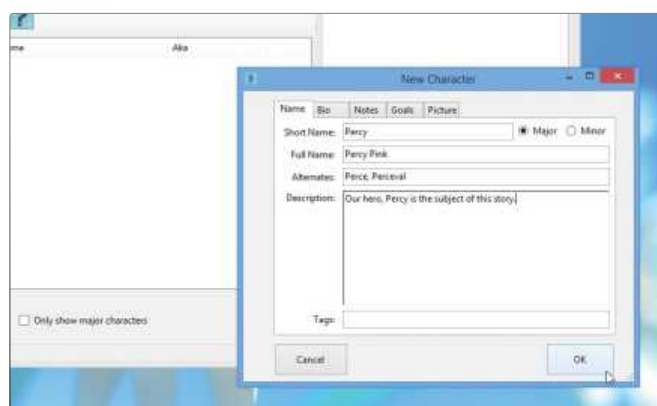 me Aka
New Character
Name Bio Notes Goals Picture
Short Name: Percy Major Minor
Full Name: Percy Pink
Alternates: Perce, Perceval
Description: Our hero, Percy is the subject of this story.
Only show major characters
Tags:
Cancel OK